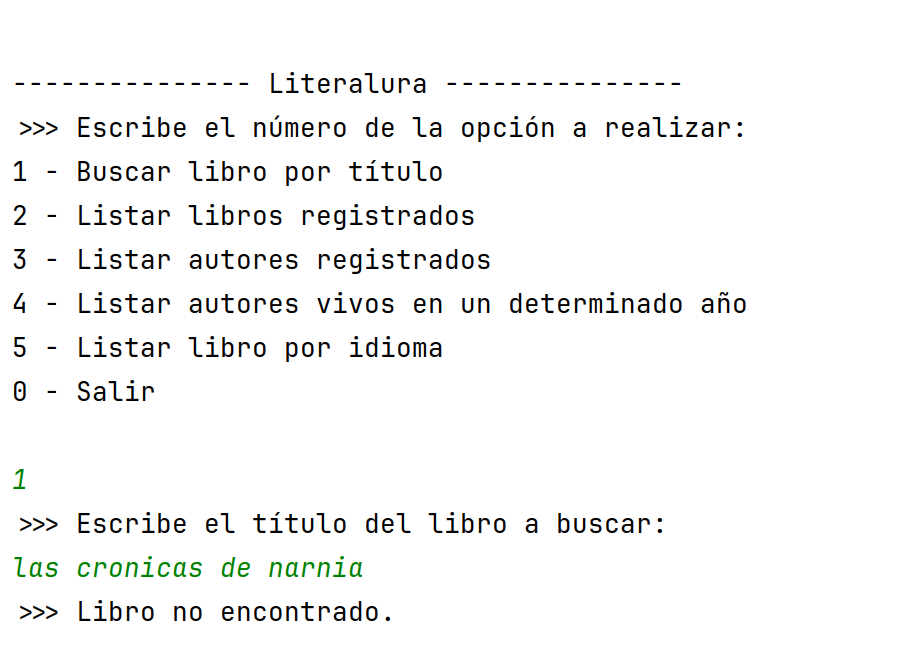 --------------- Literalura ---------------
>>> Escribe el número de la opción a realizar:
1 - Buscar libro por título
2 - Listar libros registrados
3 - Listar autores registrados
4 - Listar autores vivos en un determinado año
5 - Listar libro por idioma
0 - Salir
1
>>> Escribe el título del libro a buscar:
las cronicas de narnia
>>> Libro no encontrado.